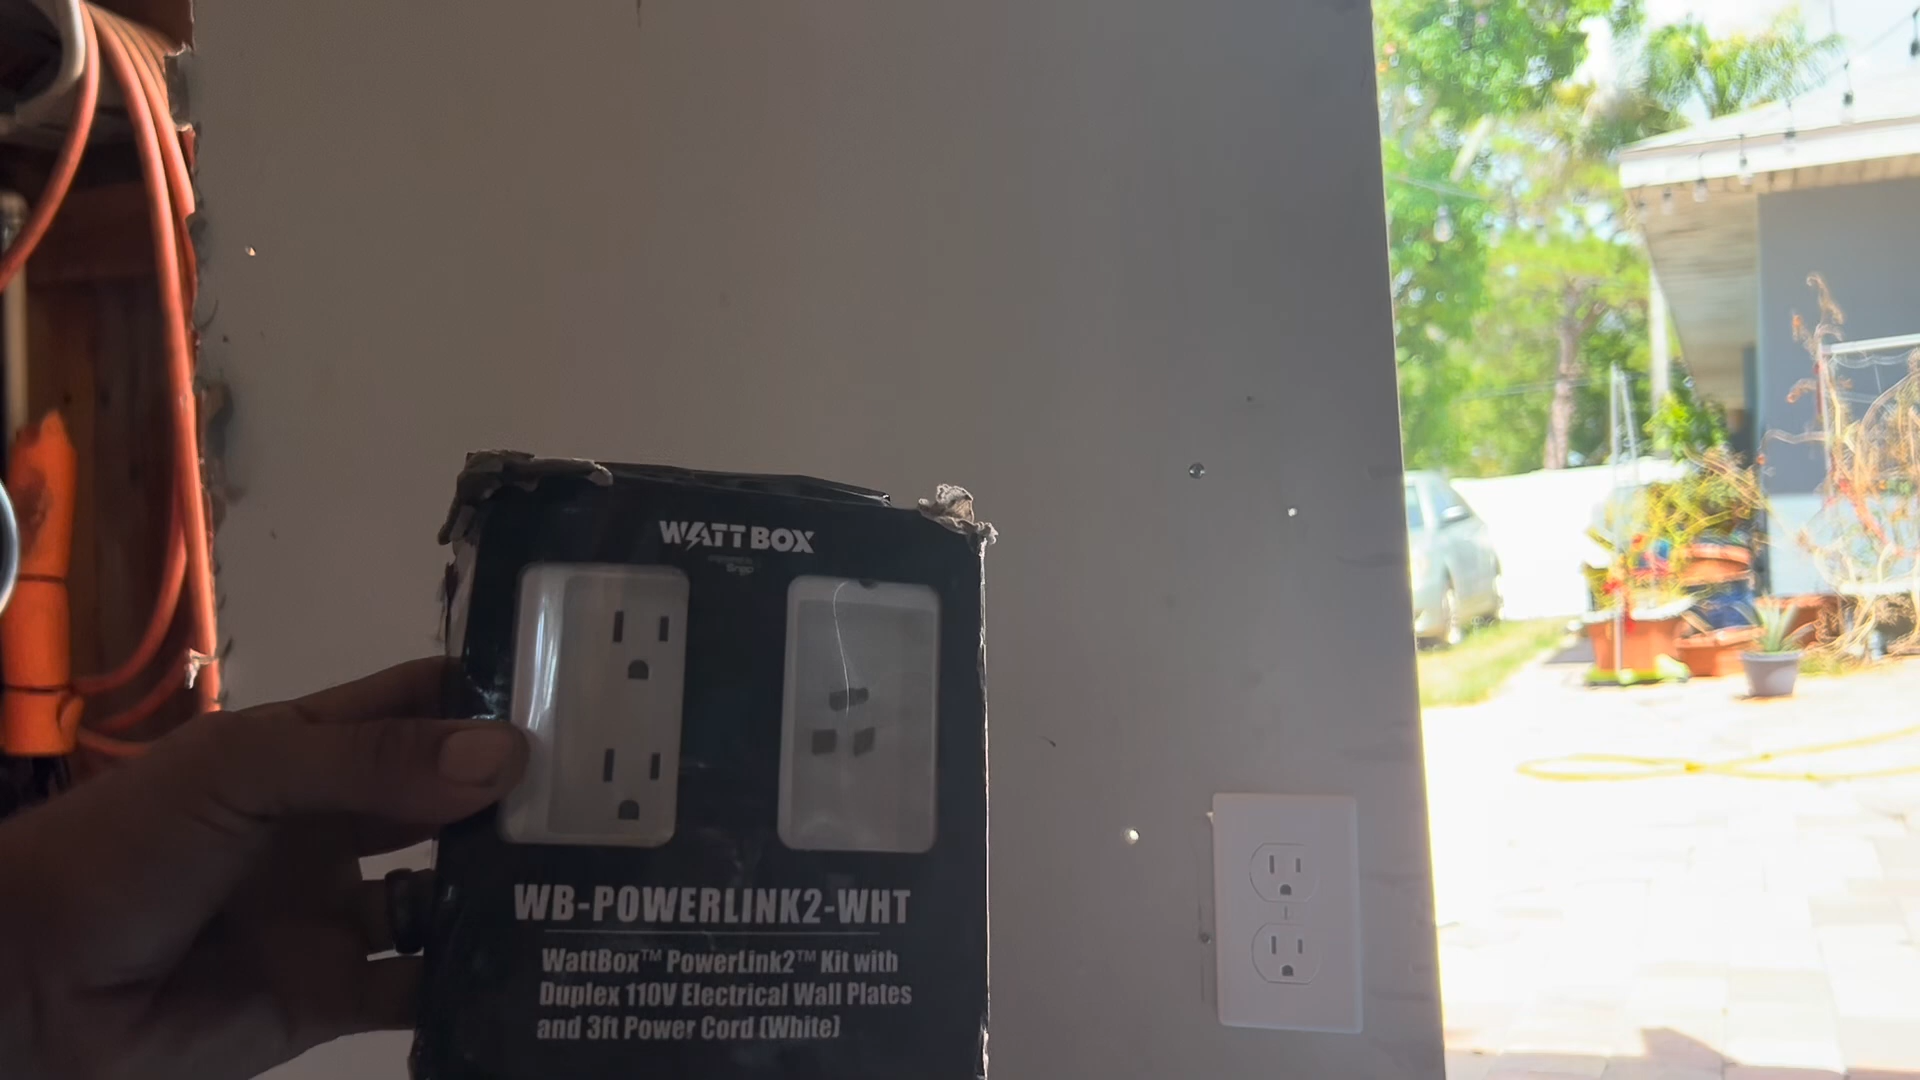 WATTBOX
WB-POWERLINK2-WHT
WattBox™ PowerLink2™ Kit with
Duplex 110V Electrical Wall Plates
and 3ft Power Cord (White)